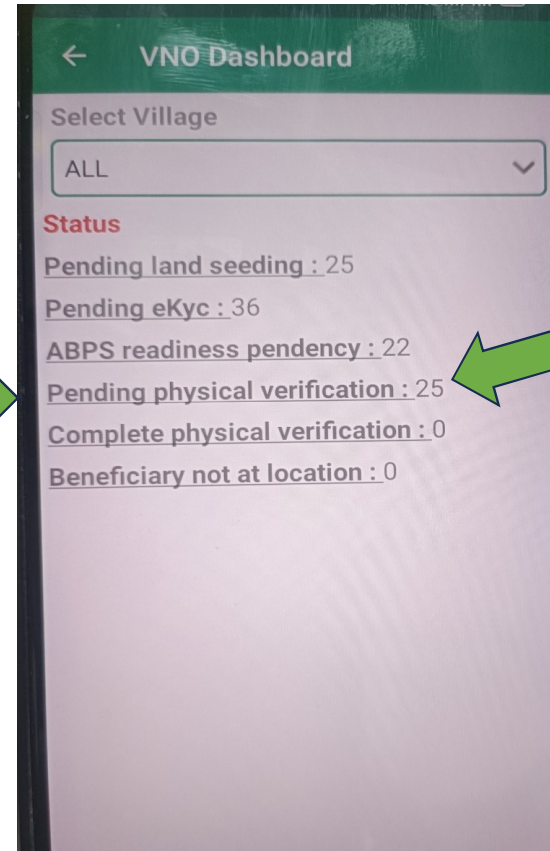 VNO Dashboard
Select Village
ALL
Status
Pending land seeding : 25
Pending eKyc : 36
ABPS readiness pendency : 22
Pending physical verification : 25
Complete physical verification : 0
Beneficiary not at location : 0